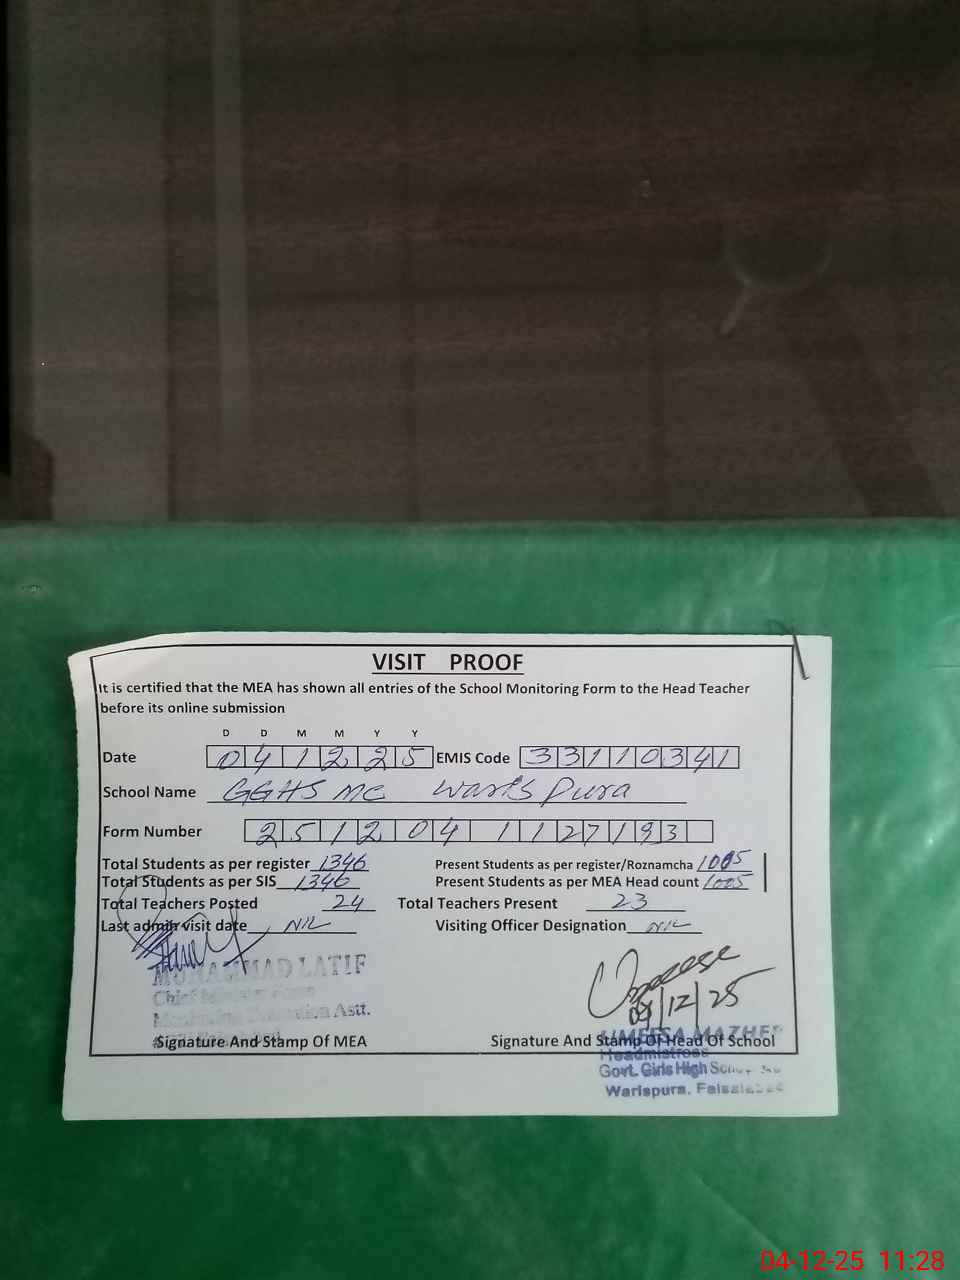 VISIT PROOF
It is certified that the MEA has shown all entries of the School Monitoring Form to the Head Teacher
before its online submission
D D M M Y Y
Date 0 4 1 2 2 5 EMIS Code 3 3 1 1 0 3 4 1
School Name GGHS MC Waris Pura
Form Number 2 5 1 2 0 4 1 1 2 7 1 9 3
Total Students as per register 1346 Present Students as per register/Roznamcha 1005
Total Students as per SIS 1346 Present Students as per MEA Head count 1005
Total Teachers Posted 24 Total Teachers Present 23
Last admin visit date NIL Visiting Officer Designation NIL
04/12/25
MUHAMMAD LATIF
Chief
Monitoring Astt.
Signature And Stamp Of MEA Signature And Stamp Of Head Of School
Headmistress
Govt. Girls High
Warispura, Faisalabad
04-12-25 11:28